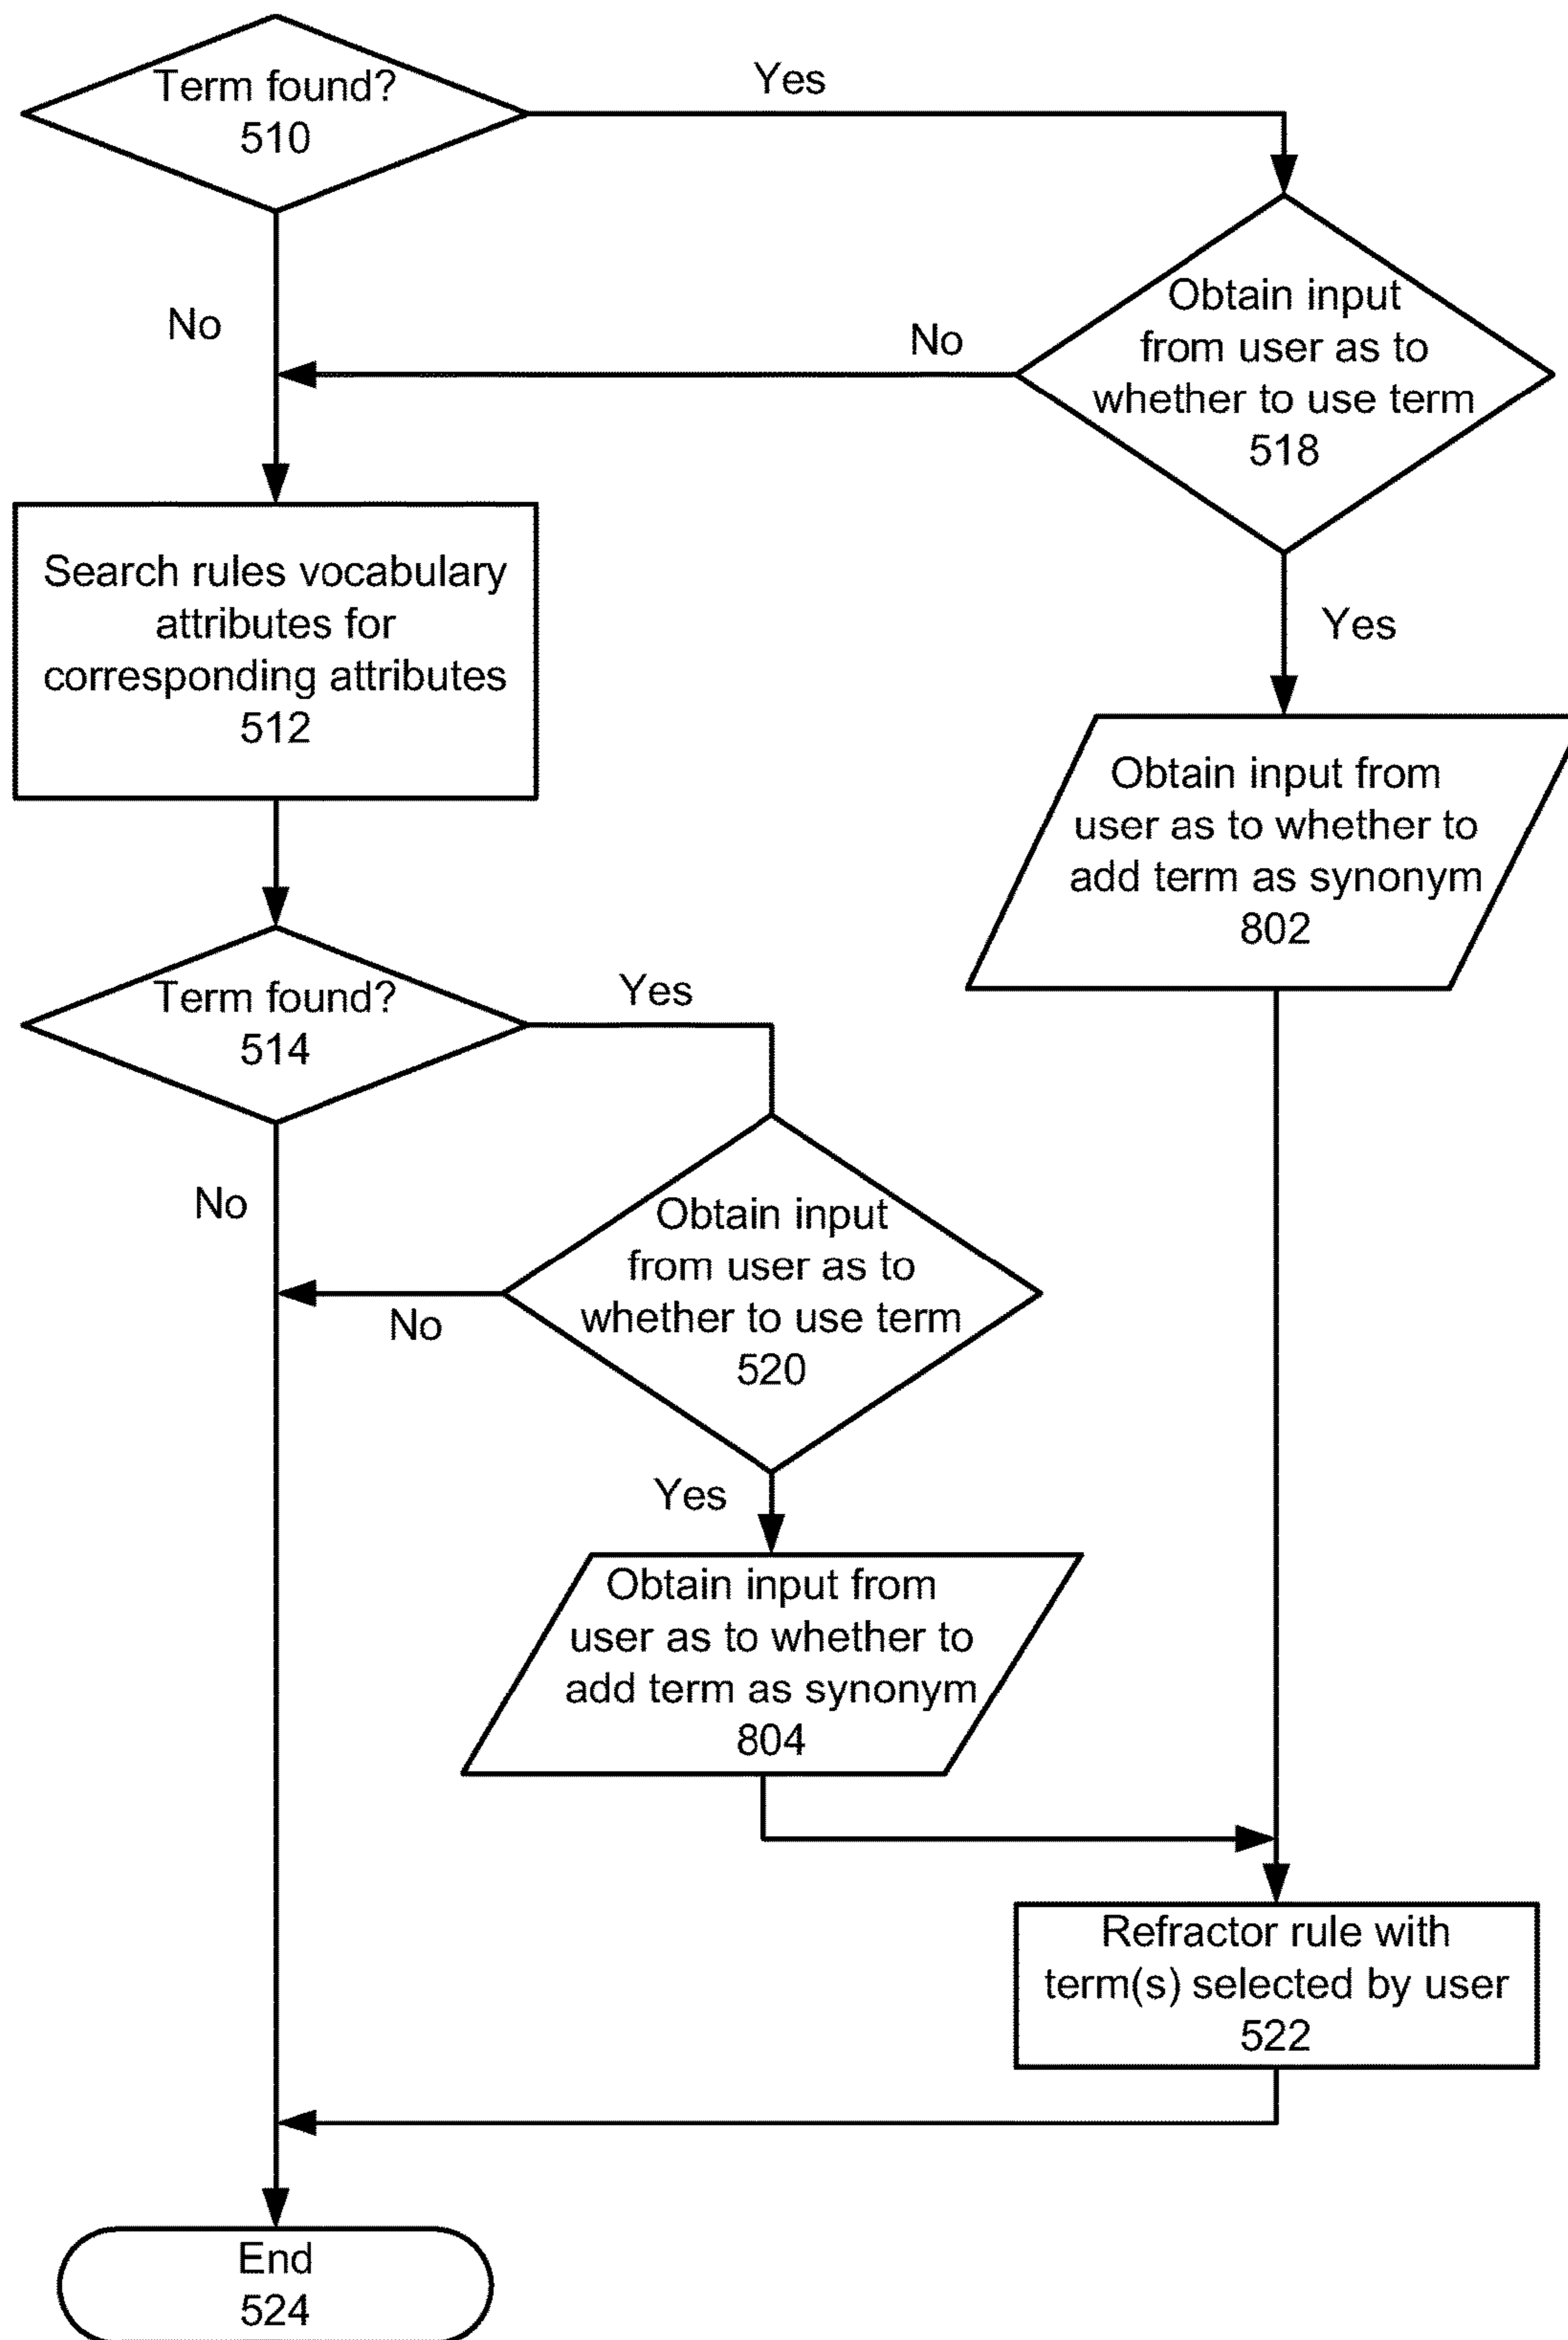 Term found?
510
Yes
No
Obtain input
from user as to
whether to use term
518
No
Yes
Search rules vocabulary
attributes for
corresponding attributes
512
Obtain input from
user as to whether to
add term as synonym
802
Term found?
514
Yes
No
Obtain input
from user as to
whether to use term
520
No
Yes
Obtain input from
user as to whether to
add term as synonym
804
Refractor rule with
term(s) selected by user
522
End
524